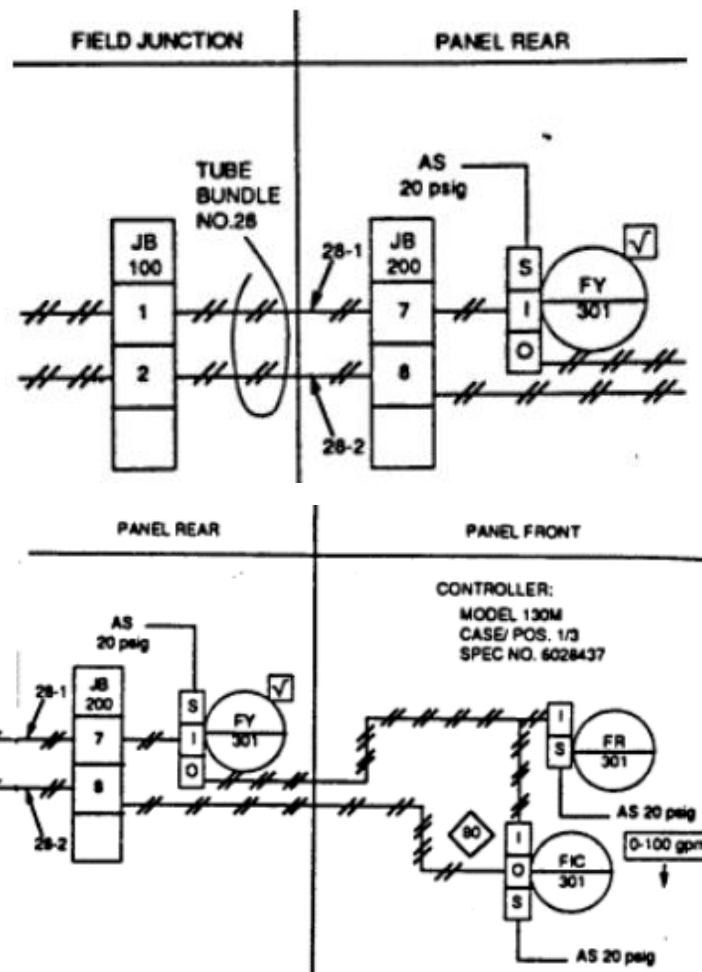 FIELD JUNCTION
PANEL REAR
AS
20 psig
TUBE
BUNDLE
NO.28
JB
100
28-1
JB
200
S
√
FY
301
1
7
I
O
2
8
28-2
PANEL REAR
PANEL FRONT
CONTROLLER:
MODEL 130M
CASE/ POS. 1/3
SPEC NO. 6028437
AS
20 psig
28-1
JB
200
S
√
FY
301
7
I
O
8
28-2
I
S
FR
301
AS 20 psig
80
I
O
S
FIC
301
0-100 gpm
AS 20 psig